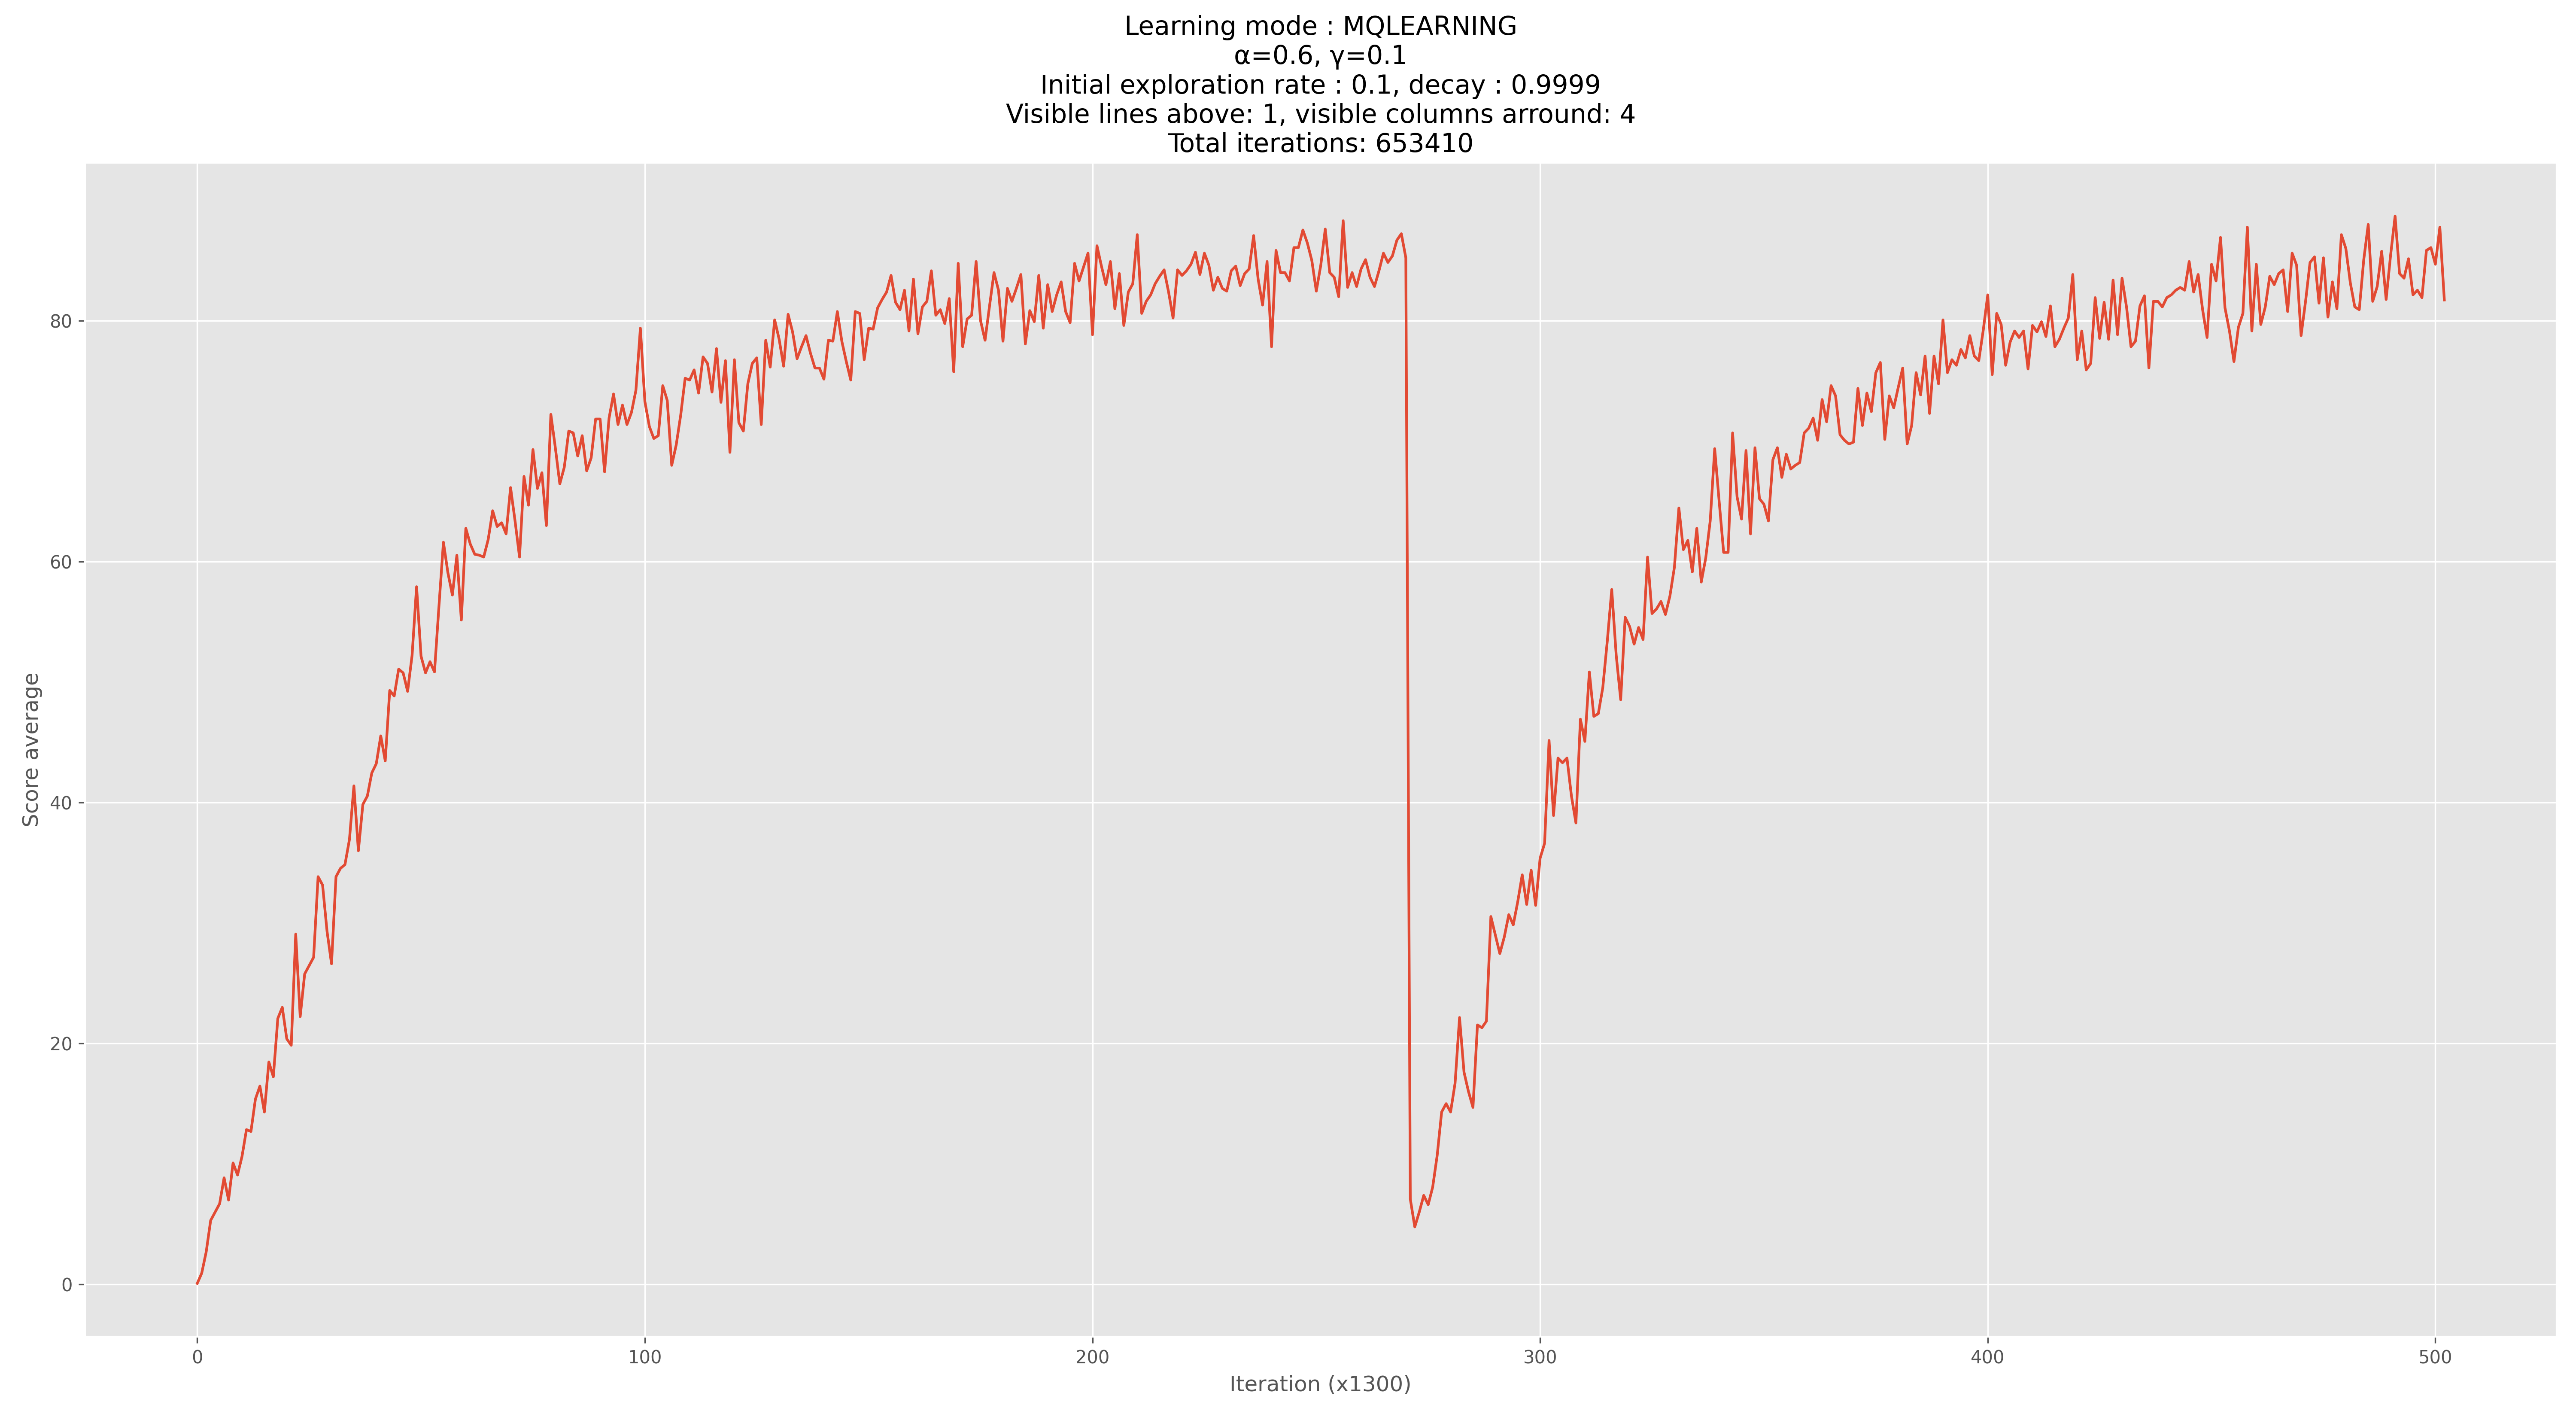 Learning mode : MQLEARNING
α=0.6, γ=0.1
Initial exploration rate : 0.1, decay : 0.9999
Visible lines above: 1, visible columns arround: 4
Total iterations: 653410
80
60
40
20
0
Score average
0 100 200 300 400 500
Iteration (x1300)